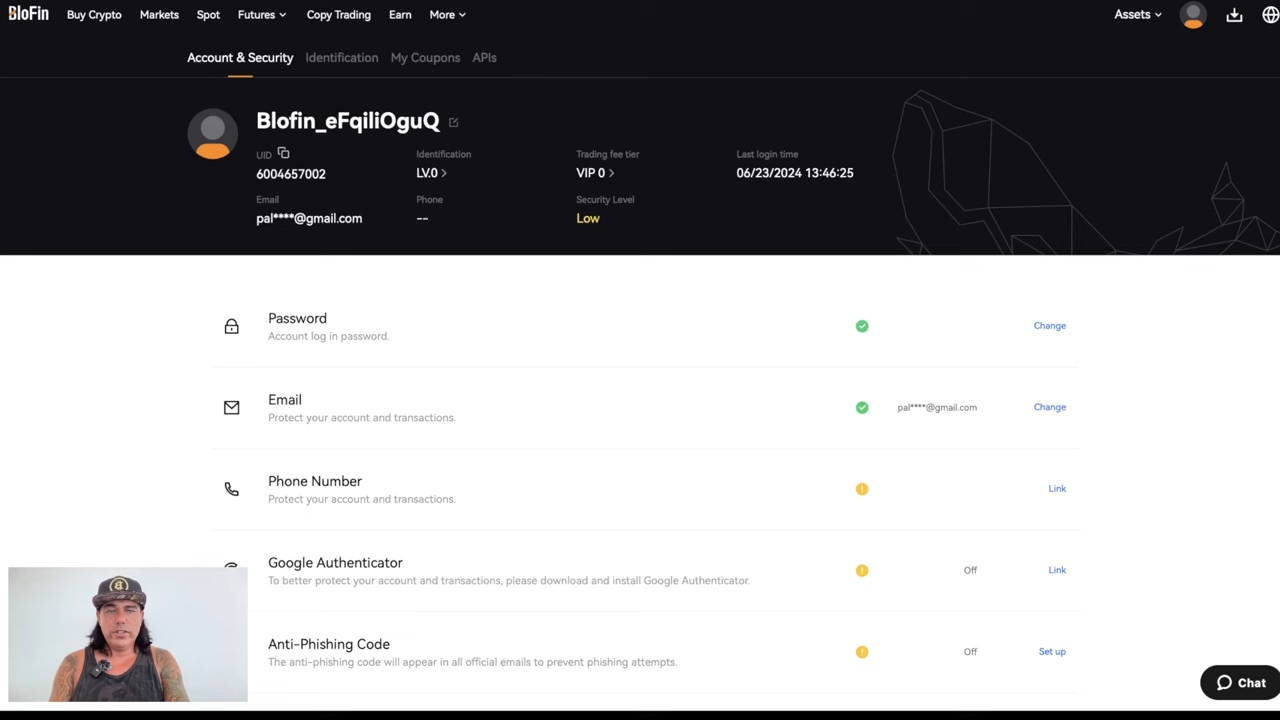 BloFin Buy Crypto Markets Spot Futures Copy Trading Earn More Assets
Account & Security Identification My Coupons APIs
Blofin_eFqiliOguQ
UID Identification Trading fee tier Last login time
6004657002 LV.0 VIP 0 06/23/2024 13:46:25
Email Phone Security Level
pal****@gmail.com -- Low
Password
Account log in password.
Change
Email
Protect your account and transactions.
pal****@gmail.com Change
Phone Number
Protect your account and transactions.
Link
Google Authenticator
To better protect your account and transactions, please download and install Google Authenticator.
Off Link
Anti-Phishing Code
The anti-phishing code will appear in all official emails to prevent phishing attempts.
Off Set up
Chat